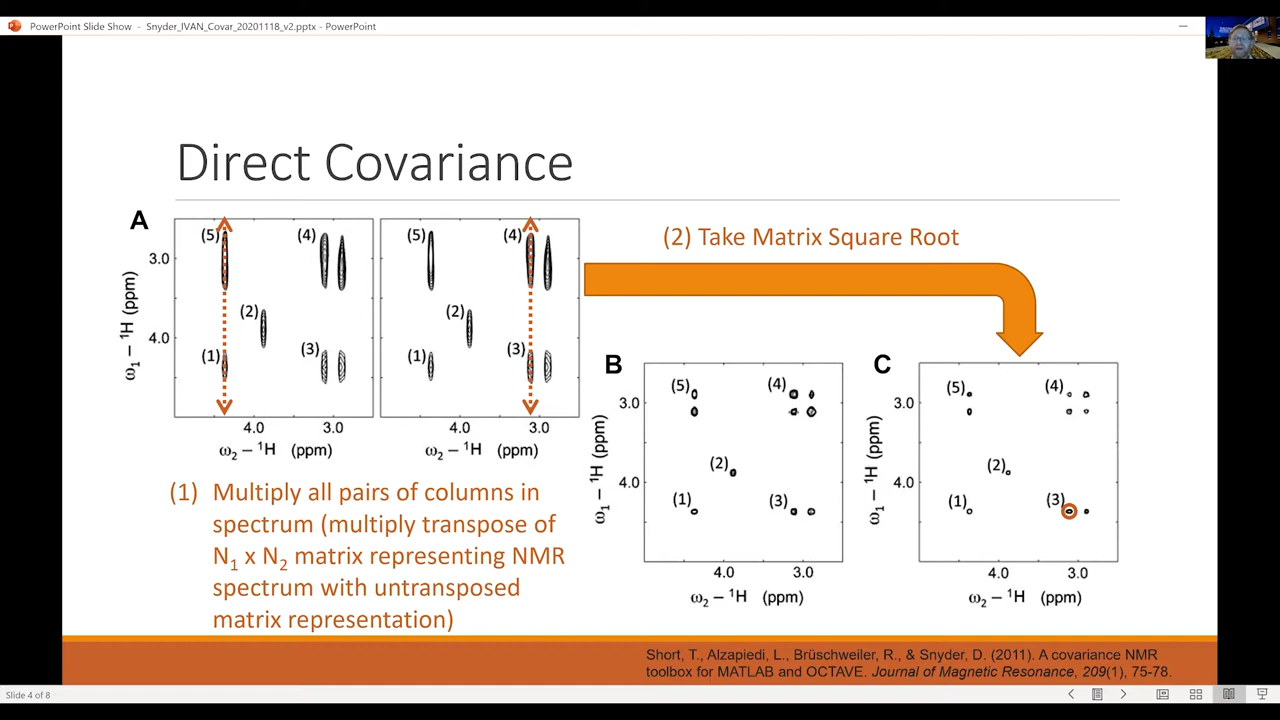 PowerPoint Slide Show - Snyder_IVAN_Covar_20201118_v2.pptx - PowerPoint
Direct Covariance
A
(5)
(4)
(5)
(4)
3.0
(2)
(2)
4.0
(1)
(3)
(1)
(3)
ω1 – 1H (ppm)
4.0 3.0
4.0 3.0
ω2 – 1H (ppm)
ω2 – 1H (ppm)
(2) Take Matrix Square Root
B
(5)
(4)
3.0
(2)
4.0
(1)
(3)
ω1 – 1H (ppm)
4.0 3.0
ω2 – 1H (ppm)
C
(5)
(4)
3.0
(2)
4.0
(1)
(3)
ω1 – 1H (ppm)
4.0 3.0
ω2 – 1H (ppm)
(1) Multiply all pairs of columns in
spectrum (multiply transpose of
N1 x N2 matrix representing NMR
spectrum with untransposed
matrix representation)
Short, T., Alzapiedi, L., Brüschweiler, R., & Snyder, D. (2011). A covariance NMR
toolbox for MATLAB and OCTAVE. Journal of Magnetic Resonance, 209(1), 75-78.
Slide 4 of 8